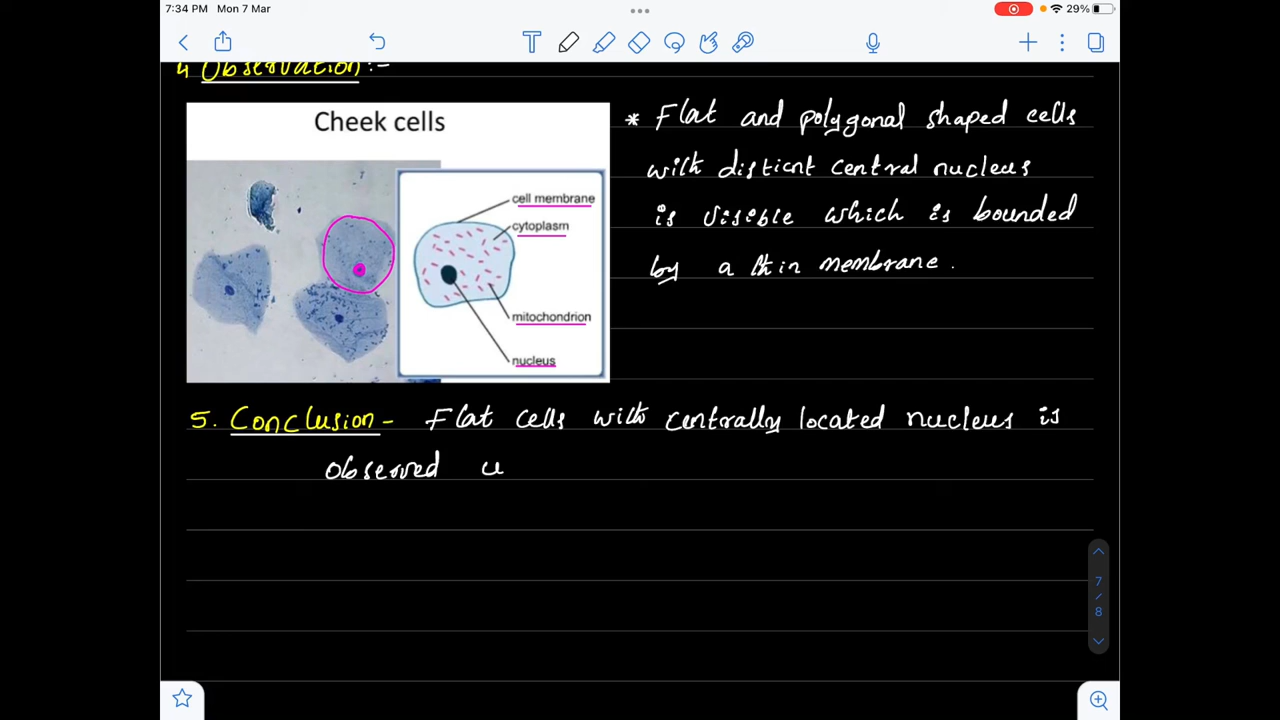 7:34 PM Mon 7 Mar
29%
4 Observation :-
Cheek cells
cell membrane
cytoplasm
mitochondrion
nucleus
* Flat and polygonal shaped cells
with disticnt central nucleus
is visible which is bounded
by a thin membrane.
5. Conclusion - Flat cells with centrally located nucleus is
observed u
7
/
8